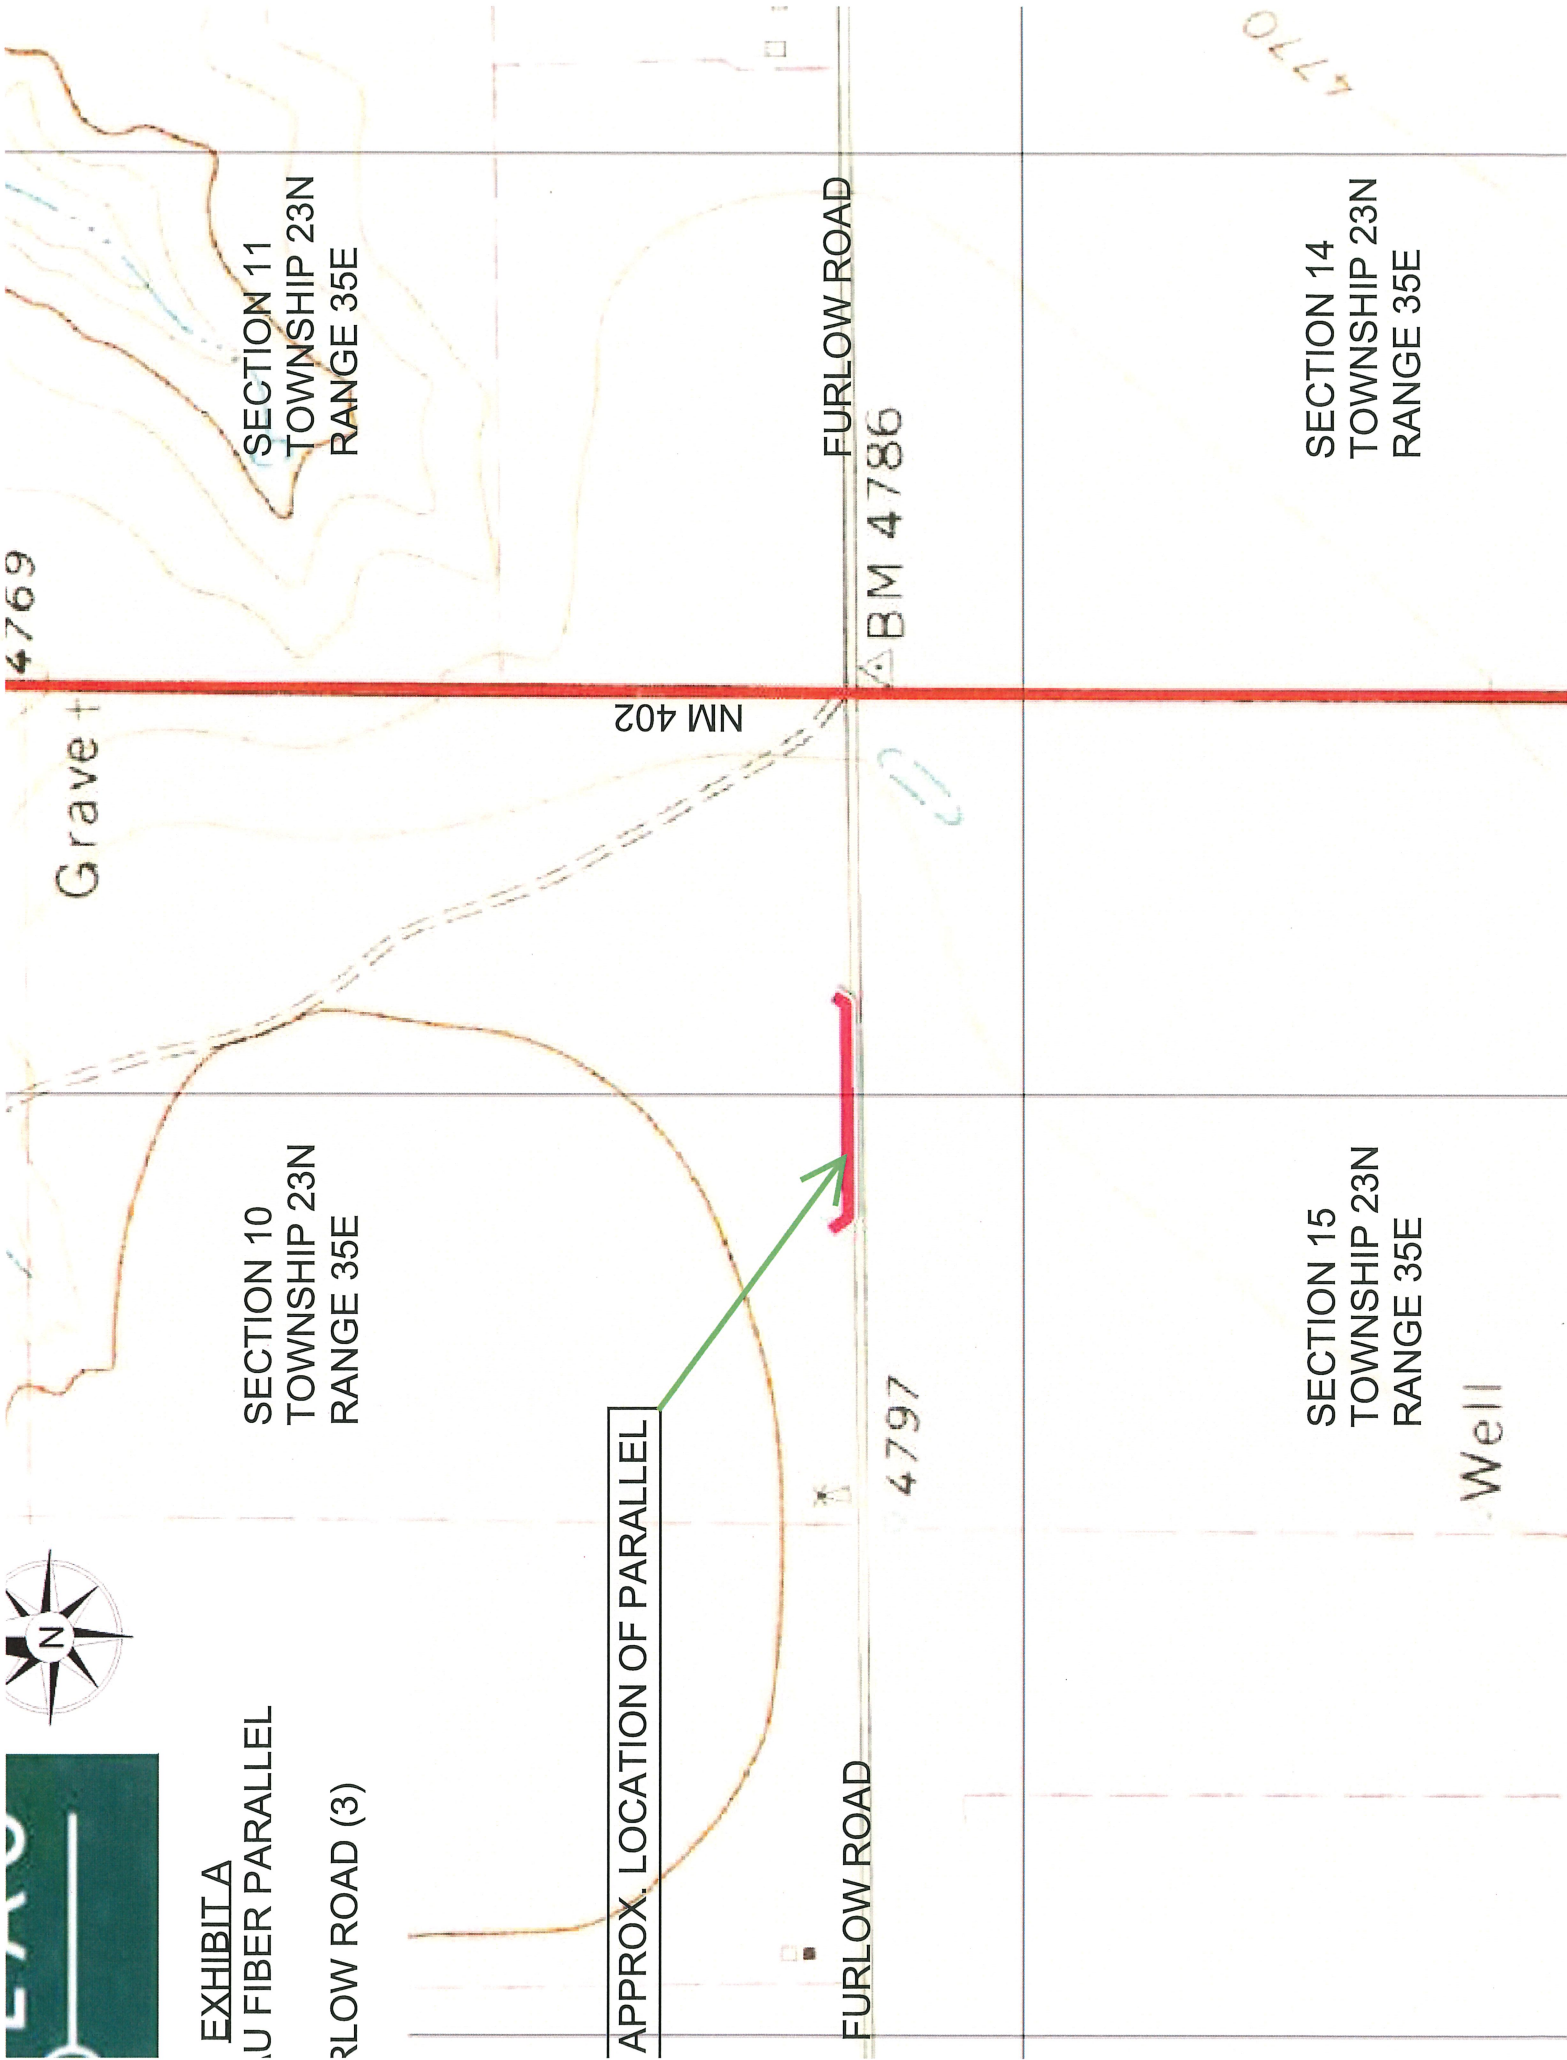 EXHIBIT A
U FIBER PARALLEL
RLOW ROAD (3)
N
SECTION 10
TOWNSHIP 23N
RANGE 35E
Grave
4769
SECTION 11
TOWNSHIP 23N
RANGE 35E
APPROX. LOCATION OF PARALLEL
NM 402
FURLOW ROAD
4797
BM 4786
FURLOW ROAD
SECTION 15
TOWNSHIP 23N
RANGE 35E
Well
SECTION 14
TOWNSHIP 23N
RANGE 35E
4770